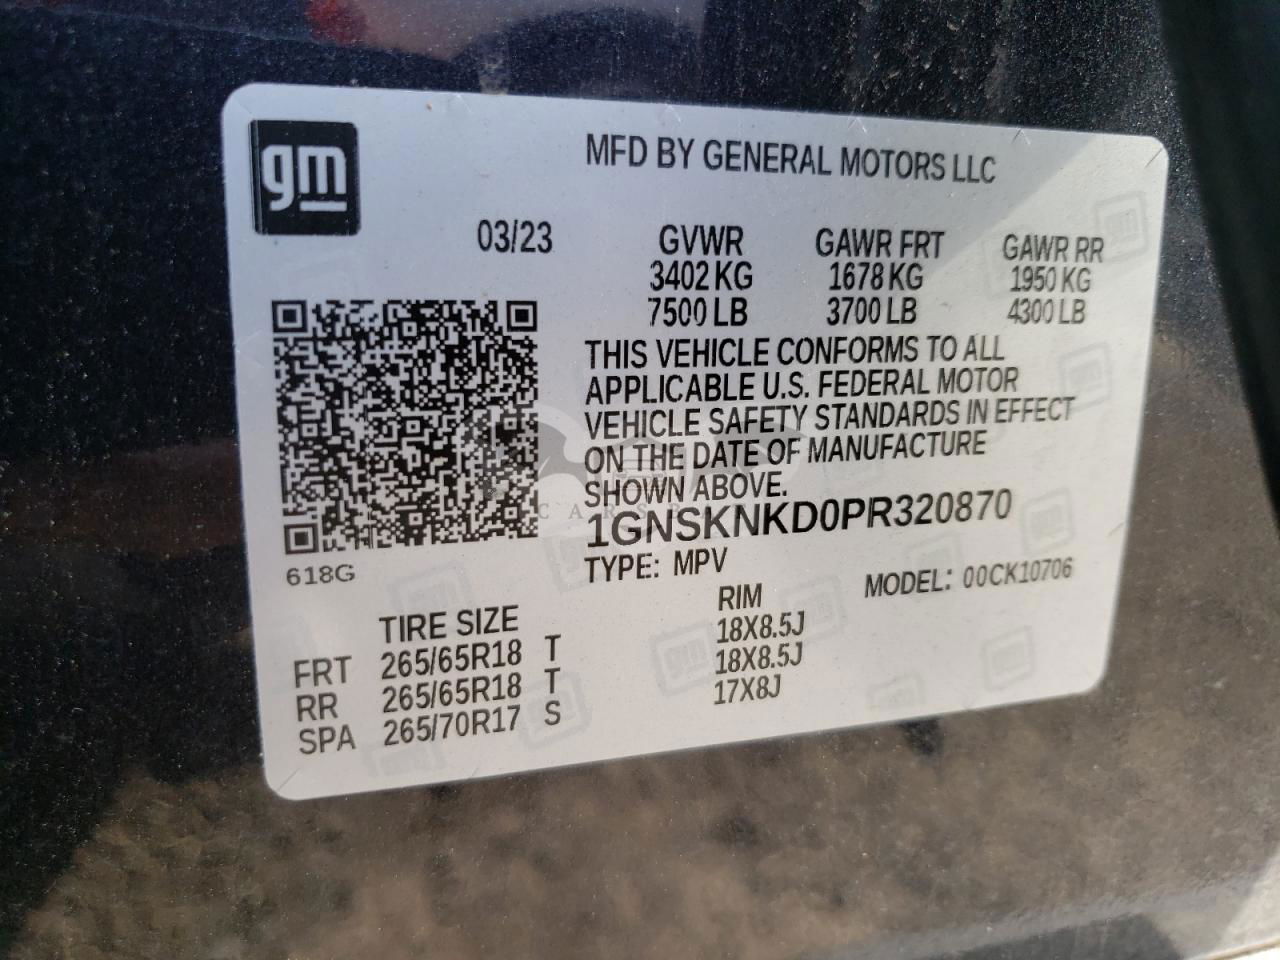 gm
MFD BY GENERAL MOTORS LLC
03/23
GVWR GAWR FRT GAWR RR
3402 KG 1678 KG 1950 KG
7500 LB 3700 LB 4300 LB
THIS VEHICLE CONFORMS TO ALL
APPLICABLE U.S. FEDERAL MOTOR
VEHICLE SAFETY STANDARDS IN EFFECT
ON THE DATE OF MANUFACTURE
SHOWN ABOVE.
1GNSKNKD0PR320870
TYPE: MPV MODEL: 00CK10706
618G
TIRE SIZE RIM
FRT 265/65R18 T 18X8.5J
RR 265/65R18 T 18X8.5J
SPA 265/70R17 S 17X8J